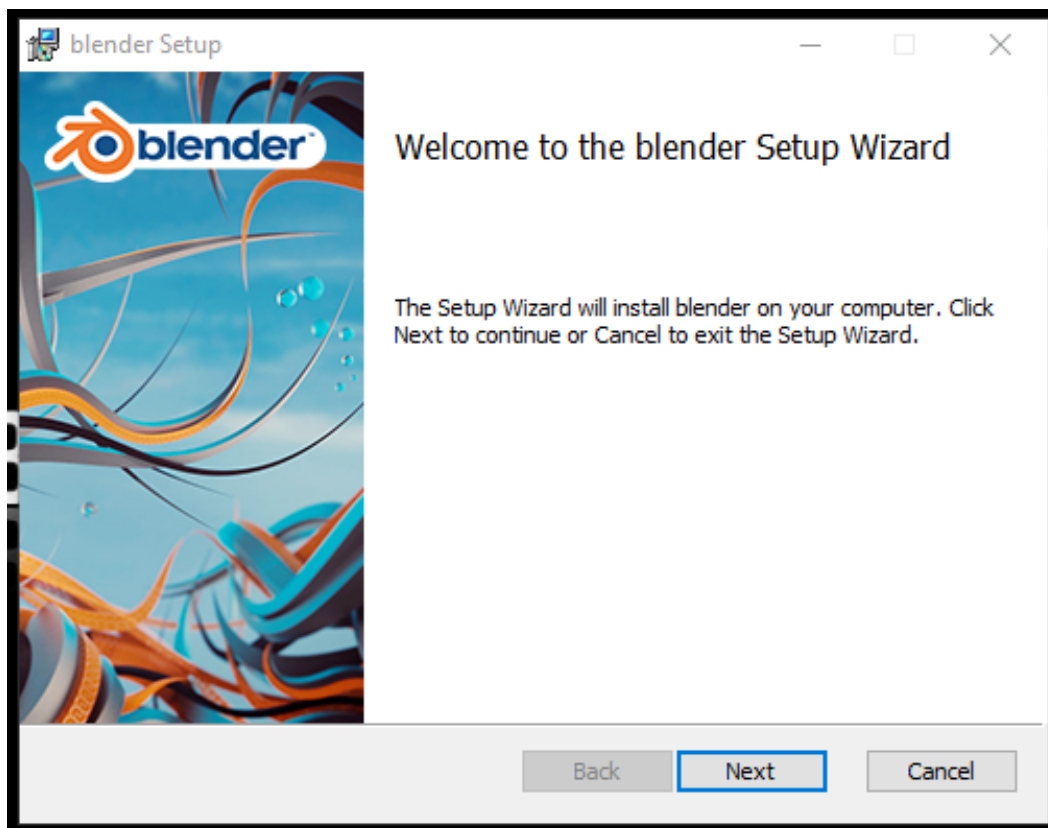 blender Setup
blender™
Welcome to the blender Setup Wizard
The Setup Wizard will install blender on your computer. Click
Next to continue or Cancel to exit the Setup Wizard.
Back
Next
Cancel